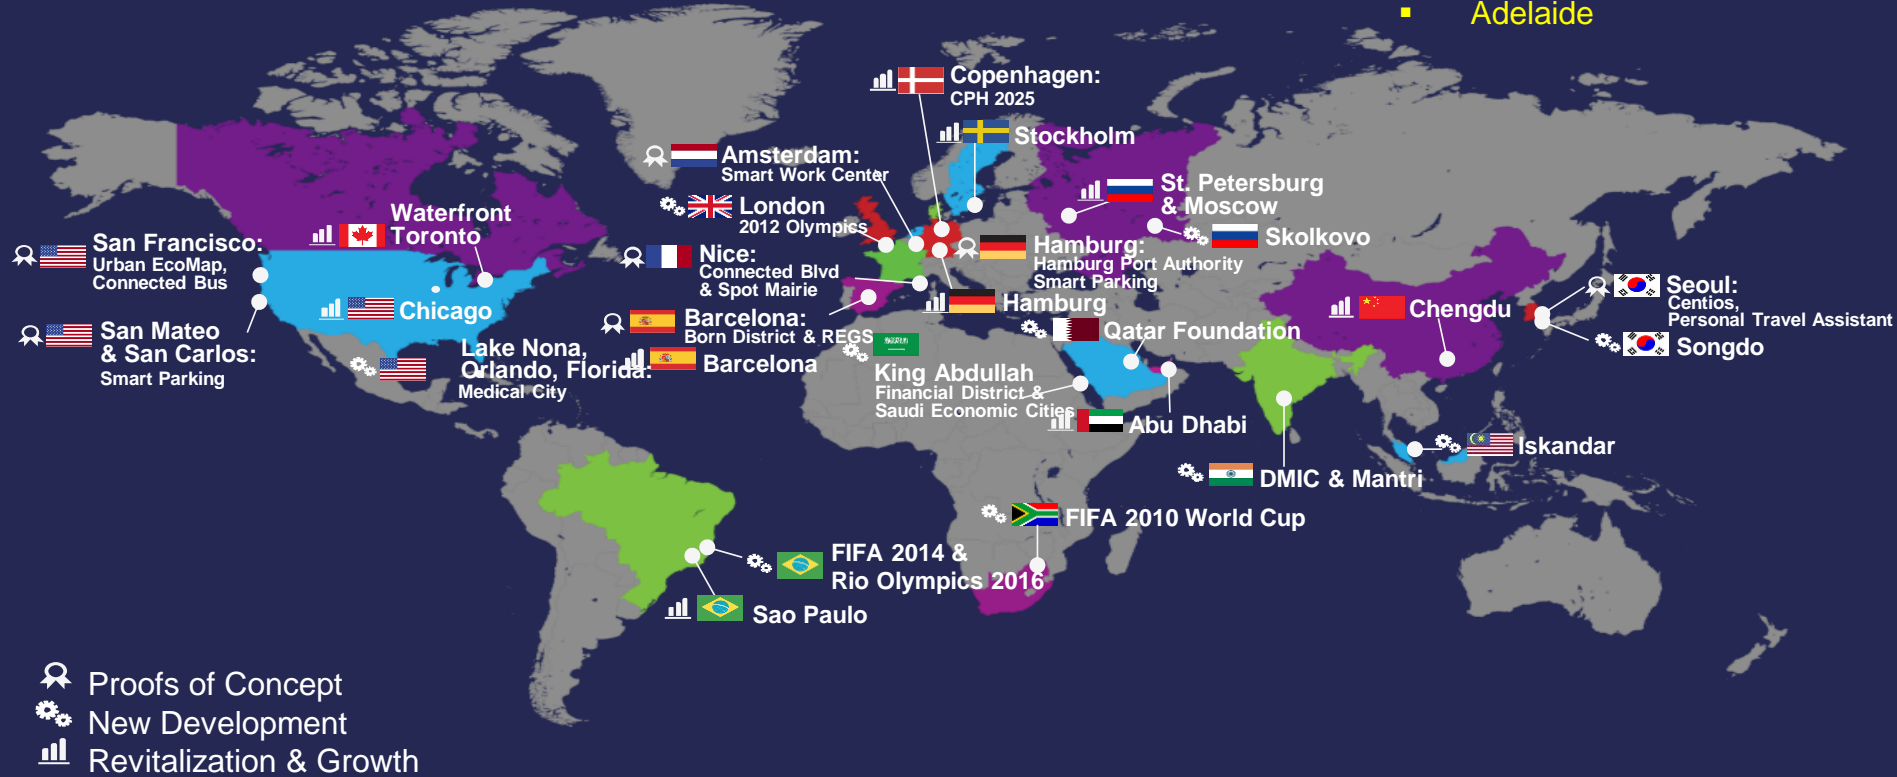 ▪ Adelaide
Copenhagen:
CPH 2025
Stockholm
Amsterdam:
Smart Work Center
St. Petersburg
& Moscow
London
2012 Olympics
Waterfront
Toronto
Skolkovo
San Francisco:
Urban EcoMap,
Connected Bus
Nice:
Connected Blvd
& Spot Mairie
Hamburg:
Hamburg Port Authority
Smart Parking
Seoul:
Centios,
Personal Travel Assistant
Hamburg
Chicago
Chengdu
San Mateo
& San Carlos:
Smart Parking
Barcelona:
Born District & REGS
Qatar Foundation
Songdo
Lake Nona,
Orlando, Florida:
Medical City
Barcelona
King Abdullah
Financial District &
Saudi Economic Cities
Abu Dhabi
Iskandar
DMIC & Mantri
FIFA 2010 World Cup
FIFA 2014 &
Rio Olympics 2016
Sao Paulo
Proofs of Concept
New Development
Revitalization & Growth